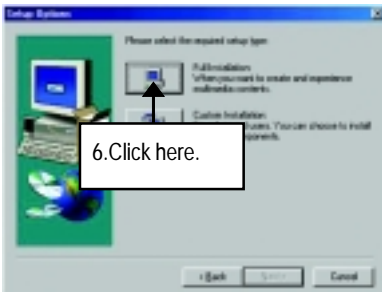 Setup Options
Please select the required setup type:
Full Installation
When you want to create and experience
multimedia contents.
Custom Installation
users. You can choose to install
6.Click here.
< Back
Cancel